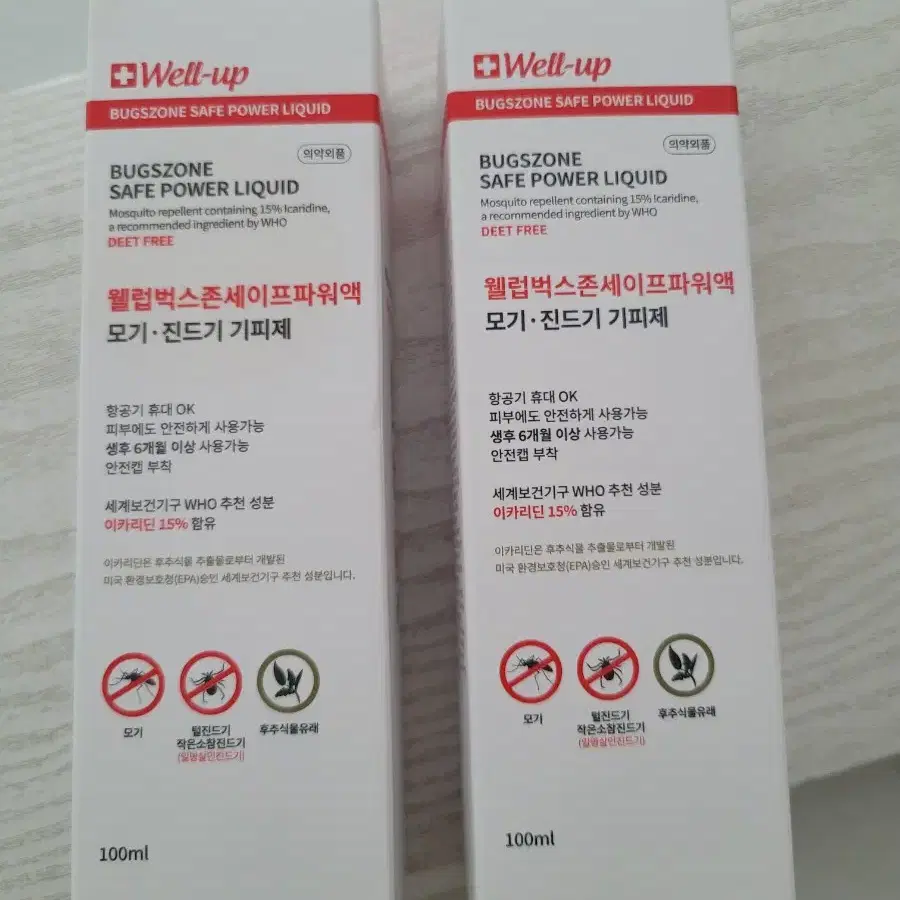 Well-up
BUGSZONE SAFE POWER LIQUID
의약외품
BUGSZONE
SAFE POWER LIQUID
Mosquito repellent containing 15% Icaridine,
a recommended ingredient by WHO
DEET FREE
웰럽벅스존세이프파워액
모기·진드기 기피제
항공기 휴대 OK
피부에도 안전하게 사용가능
생후 6개월 이상 사용가능
안전캡 부착
세계보건기구 WHO 추천 성분
이카리딘 15% 함유
이카리딘은 후추식물 추출물로부터 개발된
미국 환경보호청(EPA)승인 세계보건기구 추천 성분입니다.
모기
털진드기
작은소참진드기
(일명살인진드기)
후추식물유래
100ml
Well-up
BUGSZONE SAFE POWER LIQUID
의약외품
BUGSZONE
SAFE POWER LIQUID
Mosquito repellent containing 15% Icaridine,
a recommended ingredient by WHO
DEET FREE
웰럽벅스존세이프파워액
모기·진드기 기피제
항공기 휴대 OK
피부에도 안전하게 사용가능
생후 6개월 이상 사용가능
안전캡 부착
세계보건기구 WHO 추천 성분
이카리딘 15% 함유
이카리딘은 후추식물 추출물로부터 개발된
미국 환경보호청(EPA)승인 세계보건기구 추천 성분입니다.
모기
털진드기
작은소참진드기
(일명살인진드기)
후추식물유래
100ml